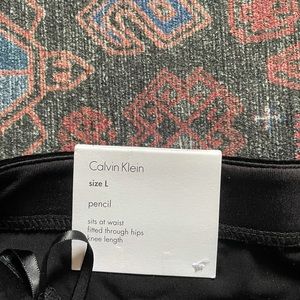 Calvin Klein
size L
pencil
sits at waist
fitted through hips
knee length